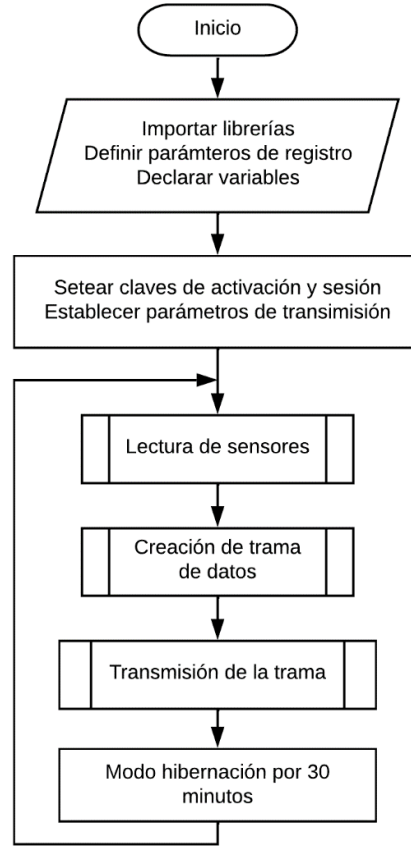 Inicio
Importar librerías
Definir parámteros de registro
Declarar variables
Setear claves de activación y sesión
Establecer parámetros de transimisión
Lectura de sensores
Creación de trama
de datos
Transmisión de la trama
Modo hibernación por 30
minutos